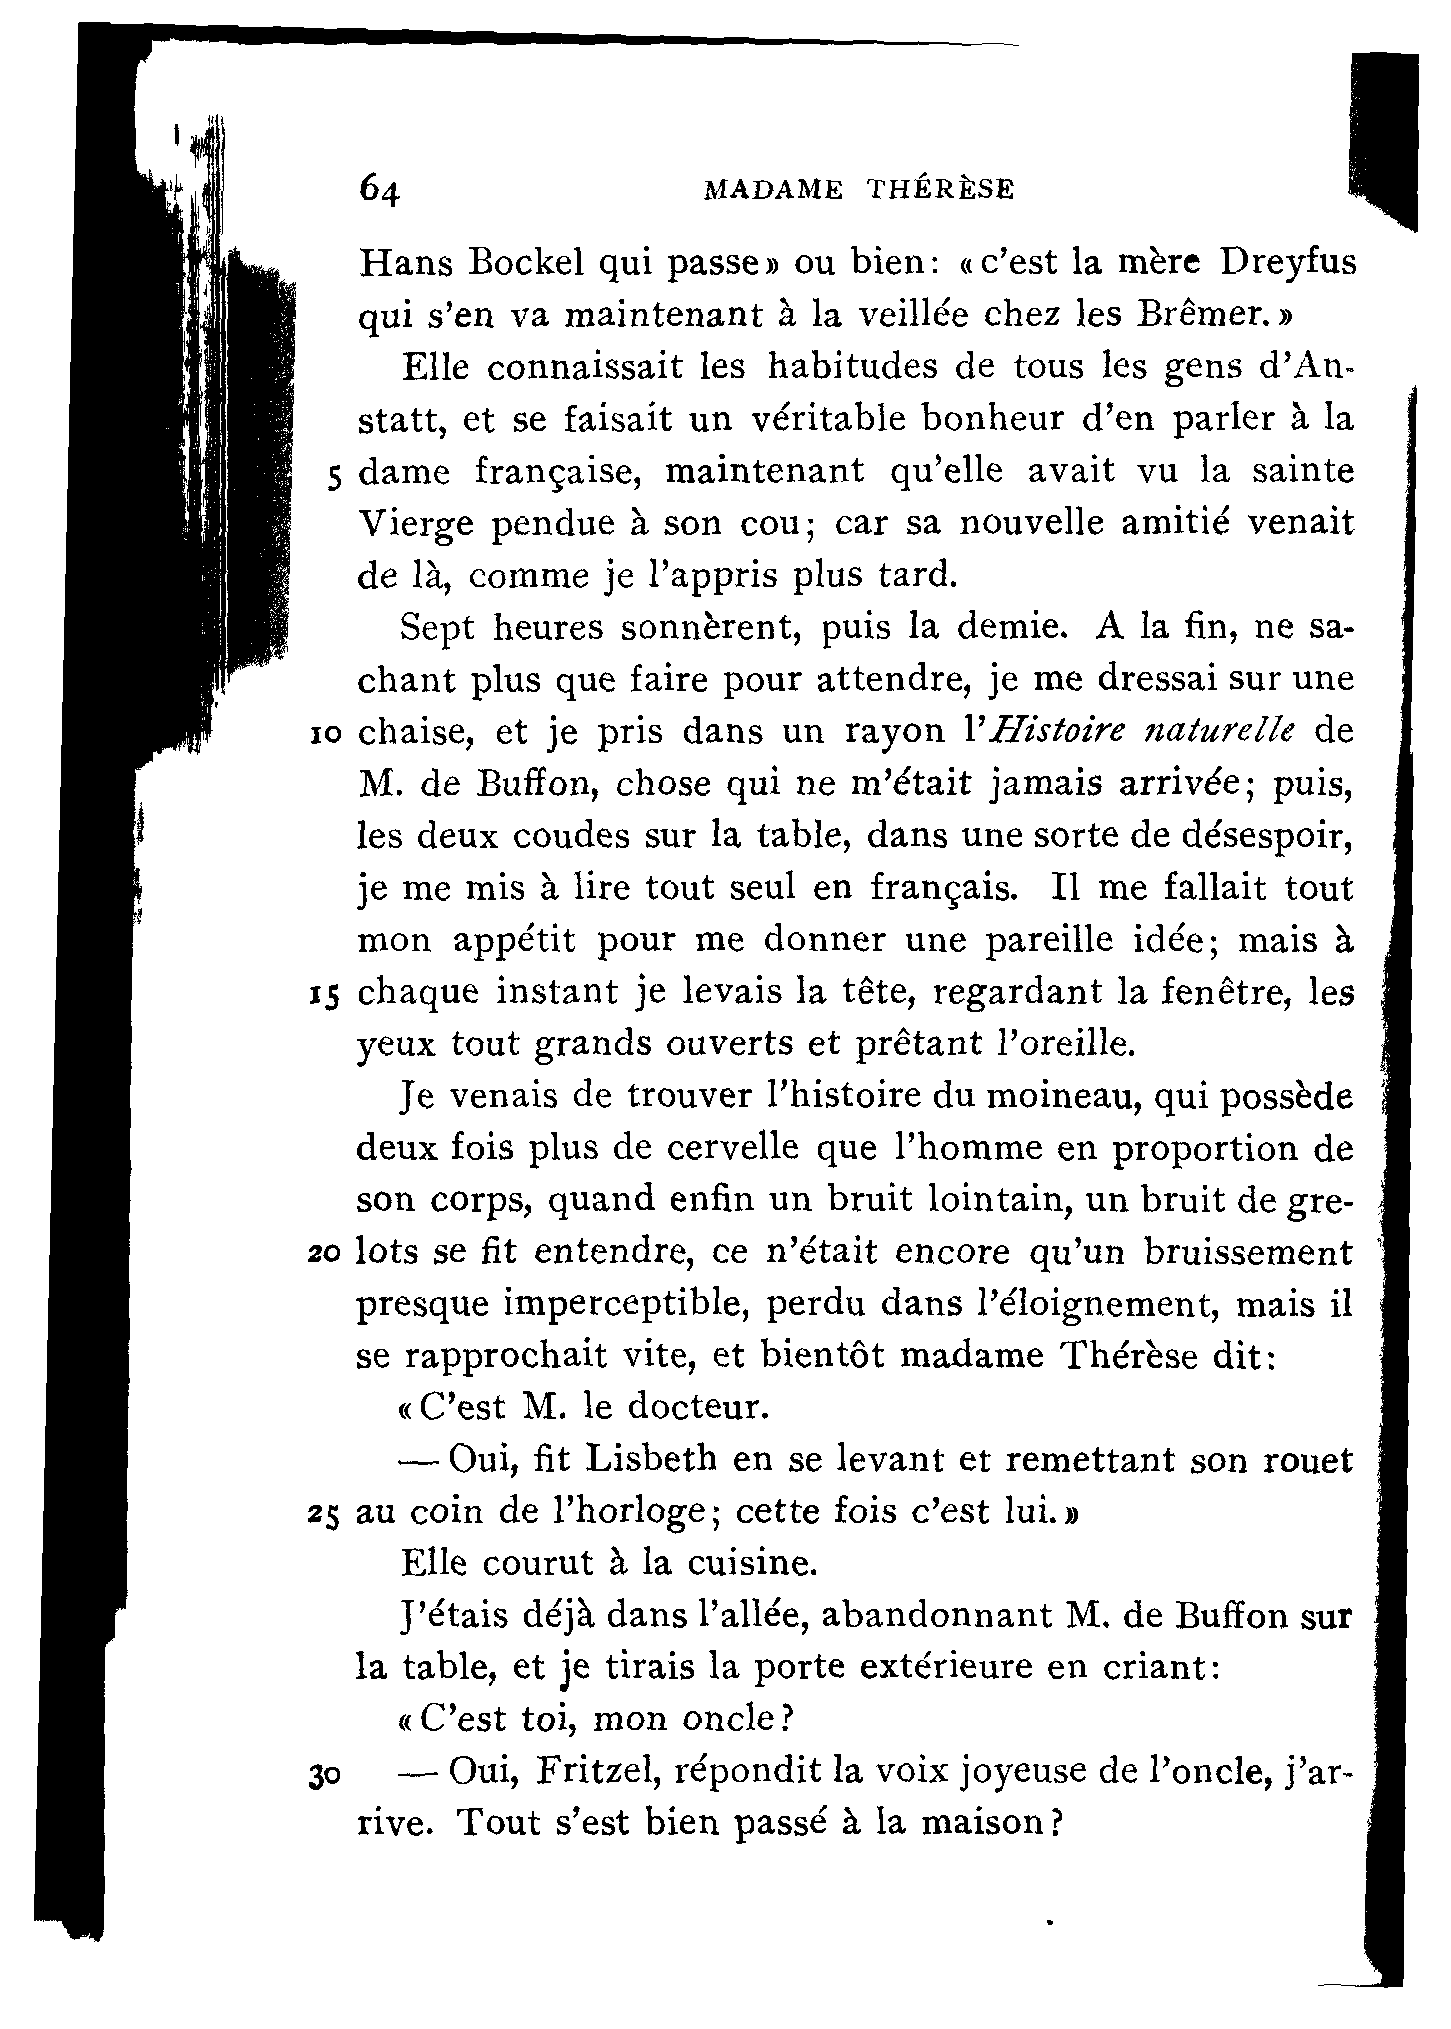 64 MADAME THÉRÈSE
Hans Bockel qui passe» ou bien: «c'est la mère Dreyfus
qui s'en va maintenant à la veillée chez les Brêmer.»
Elle connaissait les habitudes de tous les gens d'An-
statt, et se faisait un véritable bonheur d'en parler à la
5 dame française, maintenant qu'elle avait vu la sainte
Vierge pendue à son cou; car sa nouvelle amitié venait
de là, comme je l'appris plus tard.
Sept heures sonnèrent, puis la demie. A la fin, ne sa-
chant plus que faire pour attendre, je me dressai sur une
10 chaise, et je pris dans un rayon l'Histoire naturelle de
M. de Buffon, chose qui ne m'était jamais arrivée; puis,
les deux coudes sur la table, dans une sorte de désespoir,
je me mis à lire tout seul en français. Il me fallait tout
mon appétit pour me donner une pareille idée; mais à
15 chaque instant je levais la tête, regardant la fenêtre, les
yeux tout grands ouverts et prêtant l'oreille.
Je venais de trouver l'histoire du moineau, qui possède
deux fois plus de cervelle que l'homme en proportion de
son corps, quand enfin un bruit lointain, un bruit de gre-
20 lots se fit entendre, ce n'était encore qu'un bruissement
presque imperceptible, perdu dans l'éloignement, mais il
se rapprochait vite, et bientôt madame Thérèse dit:
«C'est M. le docteur.
— Oui, fit Lisbeth en se levant et remettant son rouet
25 au coin de l'horloge; cette fois c'est lui.»
Elle courut à la cuisine.
J'étais déjà dans l'allée, abandonnant M. de Buffon sur
la table, et je tirais la porte extérieure en criant:
«C'est toi, mon oncle?
30 — Oui, Fritzel, répondit la voix joyeuse de l'oncle, j'ar-
rive. Tout s'est bien passé à la maison?